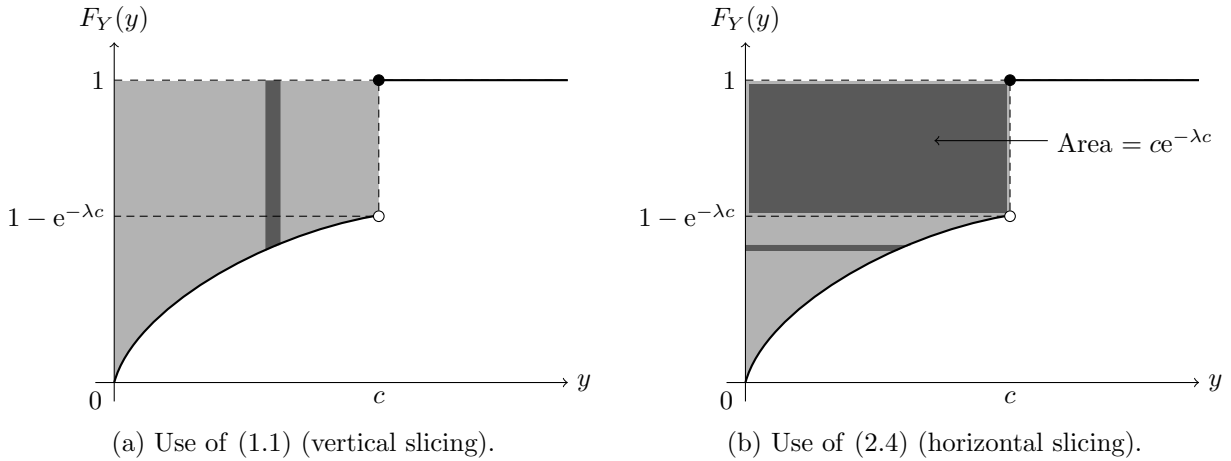 F_Y(y)
1
1 − e^{−λc}
0
c
y
(a) Use of (1.1) (vertical slicing).
F_Y(y)
1
Area = ce^{−λc}
1 − e^{−λc}
0
c
y
(b) Use of (2.4) (horizontal slicing).